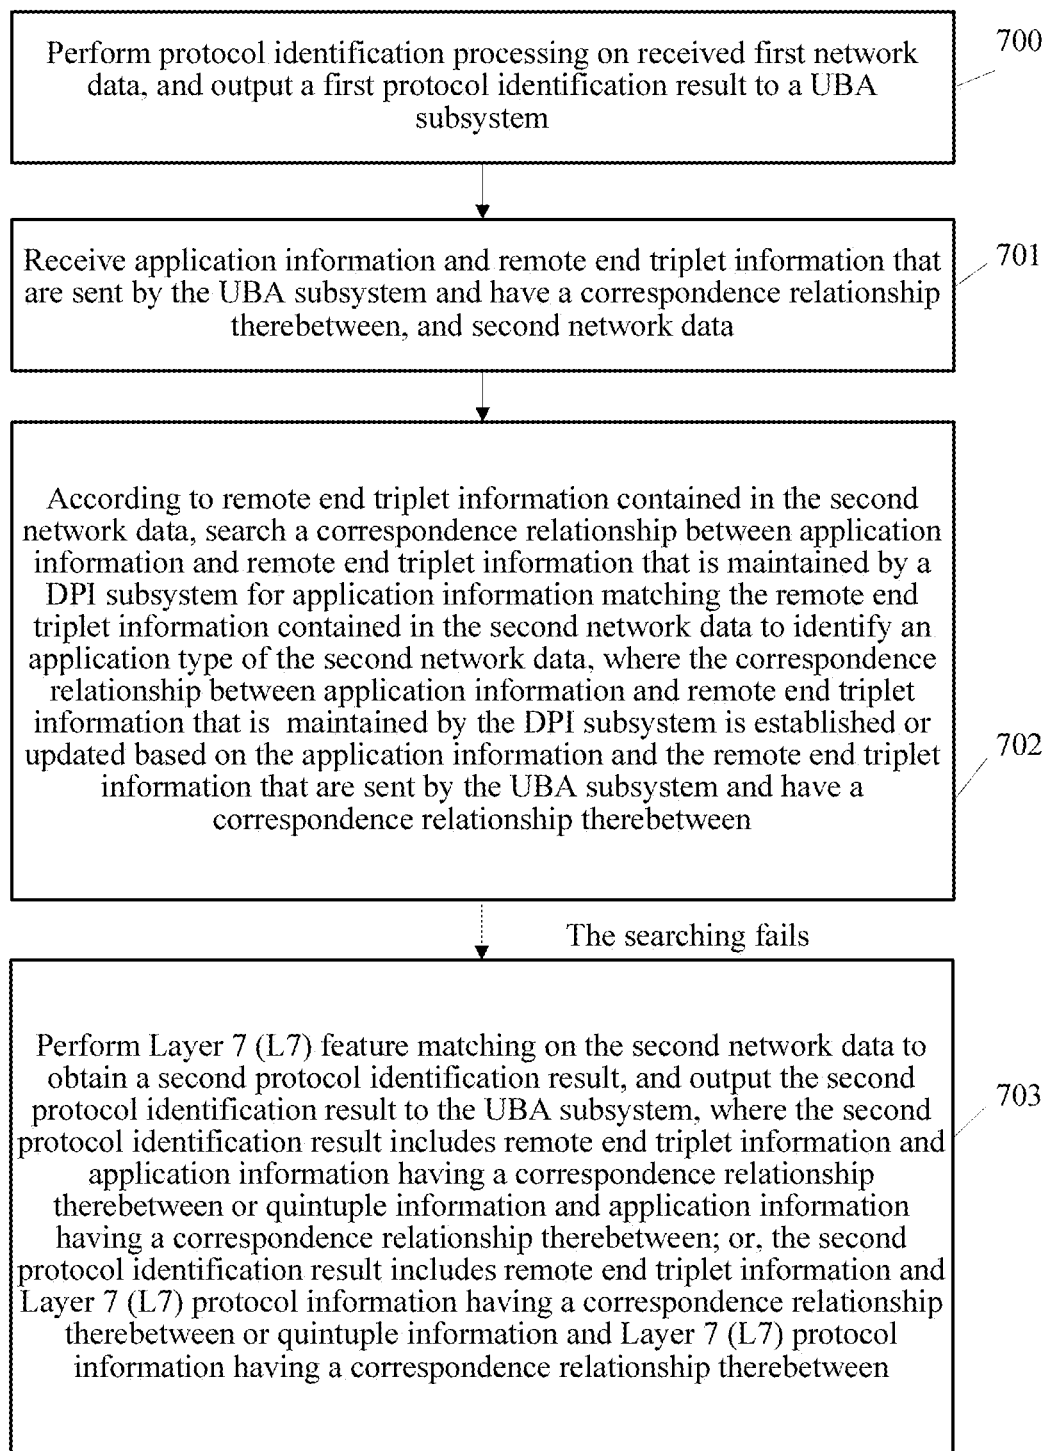 Perform protocol identification processing on received first network
data, and output a first protocol identification result to a UBA
subsystem
700
Receive application information and remote end triplet information that
are sent by the UBA subsystem and have a correspondence relationship
therebetween, and second network data
701
According to remote end triplet information contained in the second
network data, search a correspondence relationship between application
information and remote end triplet information that is maintained by a
DPI subsystem for application information matching the remote end
triplet information contained in the second network data to identify an
application type of the second network data, where the correspondence
relationship between application information and remote end triplet
information that is maintained by the DPI subsystem is established or
updated based on the application information and the remote end triplet
information that are sent by the UBA subsystem and have a
correspondence relationship therebetween
702
The searching fails
Perform Layer 7 (L7) feature matching on the second network data to
obtain a second protocol identification result, and output the second
protocol identification result to the UBA subsystem, where the second
protocol identification result includes remote end triplet information and
application information having a correspondence relationship
therebetween or quintuple information and application information
having a correspondence relationship therebetween; or, the second
protocol identification result includes remote end triplet information and
Layer 7 (L7) protocol information having a correspondence relationship
therebetween or quintuple information and Layer 7 (L7) protocol
information having a correspondence relationship therebetween
703